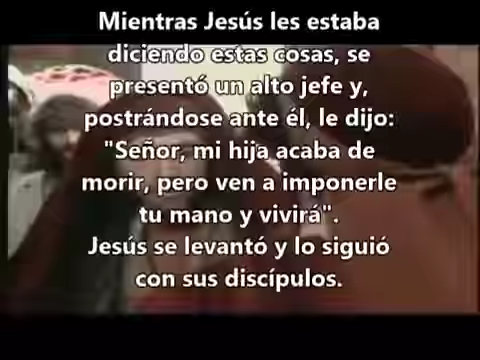 Mientras Jesús les estaba
diciendo estas cosas, se
presentó un alto jefe y,
postrándose ante él, le dijo:
"Señor, mi hija acaba de
morir, pero ven a imponerle
tu mano y vivirá".
Jesús se levantó y lo siguió
con sus discípulos.